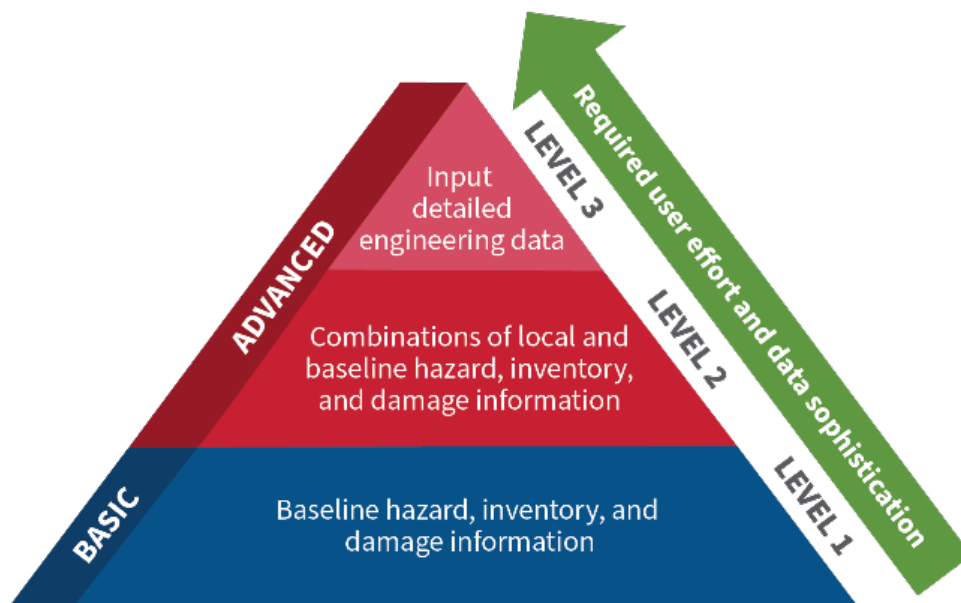 Input
detailed
engineering data
LEVEL 3
ADVANCED
Combinations of local and
baseline hazard, inventory,
and damage information
LEVEL 2
Required user effort and data sophistication
BASIC
Baseline hazard, inventory, and
damage information
LEVEL 1